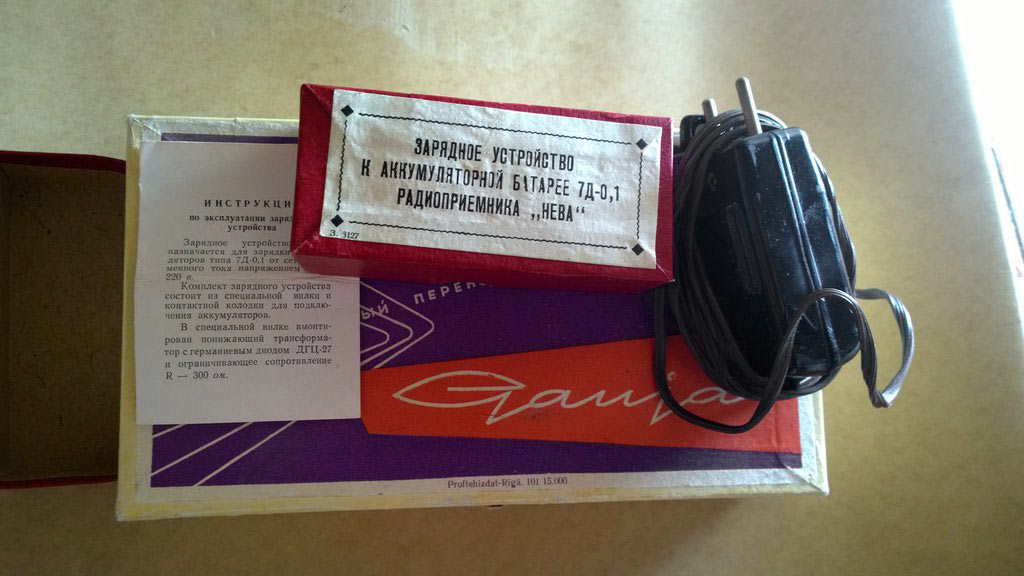 ЗАРЯДНОЕ УСТРОЙСТВО
К АККУМУЛЯТОРНОЙ БАТАРЕЕ 7Д-0,1
РАДИОПРИЕМНИКА „НЕВА“
З. 3127
ИНСТРУКЦИ
по эксплуатации заряд
устройства
Зарядное устройство
назначается для зарядки
ляторов типа 7Д-0,1 от се
менного тока напряжением
220 в.
Комплект зарядного устройства
состоит из специальной вилки и
контактной колодки для подклю-
чения аккумуляторов.
В специальной вилке вмонти-
рован понижающий трансформа-
тор с германиевым диодом ДГЦ-27
и ограничивающее сопротивление
R — 300 ом.
ЫЙ ПЕРЕНО
Gauja
Proftehizdat-Rīgā. 101 15.000